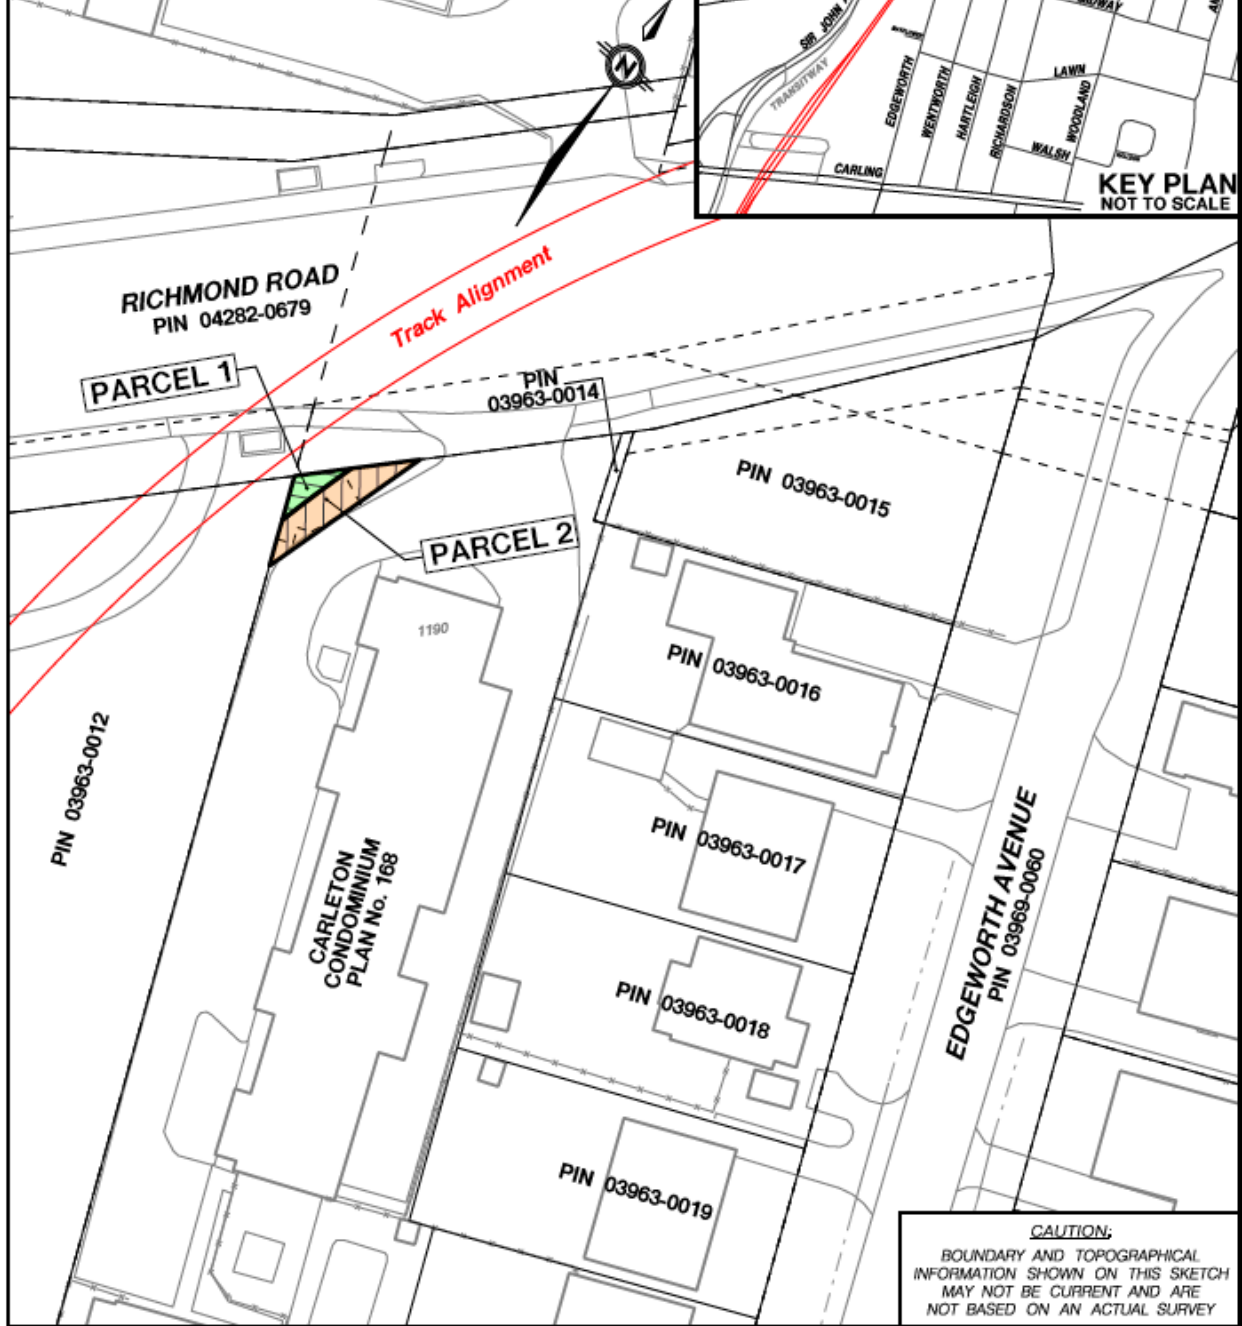 N
SIR JOHN
TRANSITWAY
EDGEWORTH
WENTWORTH
HARTLEIGH
RICHARDSON
LAWN
WOODLAND
WALSH
CARLING
KEY PLAN
NOT TO SCALE
RICHMOND ROAD
PIN 04282-0679
Track Alignment
PARCEL 1
PIN
03963-0014
PIN 03963-0015
PARCEL 2
1190
PIN 03963-0016
PIN 03963-0012
PIN 03963-0017
CARLETON
CONDOMINIUM
PLAN No. 168
EDGEWORTH AVENUE
PIN 03969-0060
PIN 03963-0018
PIN 03963-0019
CAUTION:
BOUNDARY AND TOPOGRAPHICAL
INFORMATION SHOWN ON THIS SKETCH
MAY NOT BE CURRENT AND ARE
NOT BASED ON AN ACTUAL SURVEY